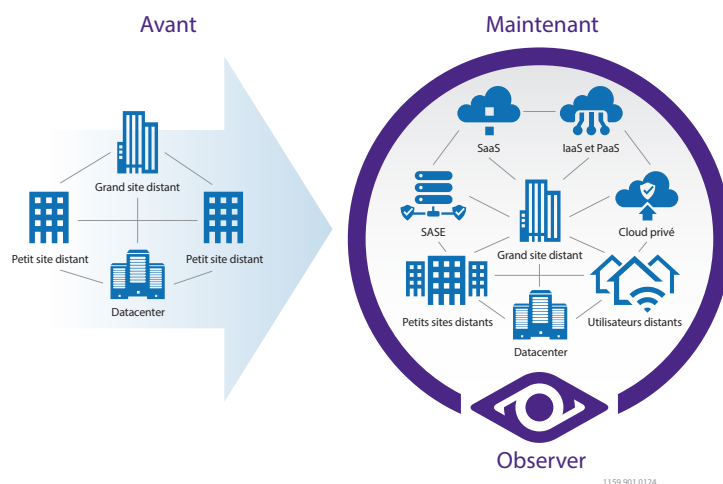 Avant
Maintenant
Grand site distant
Petit site distant
Petit site distant
Datacenter
SaaS
IaaS et PaaS
SASE
Cloud privé
Grand site distant
Petits sites distants
Utilisateurs distants
Datacenter
Observer
1159.901.0124